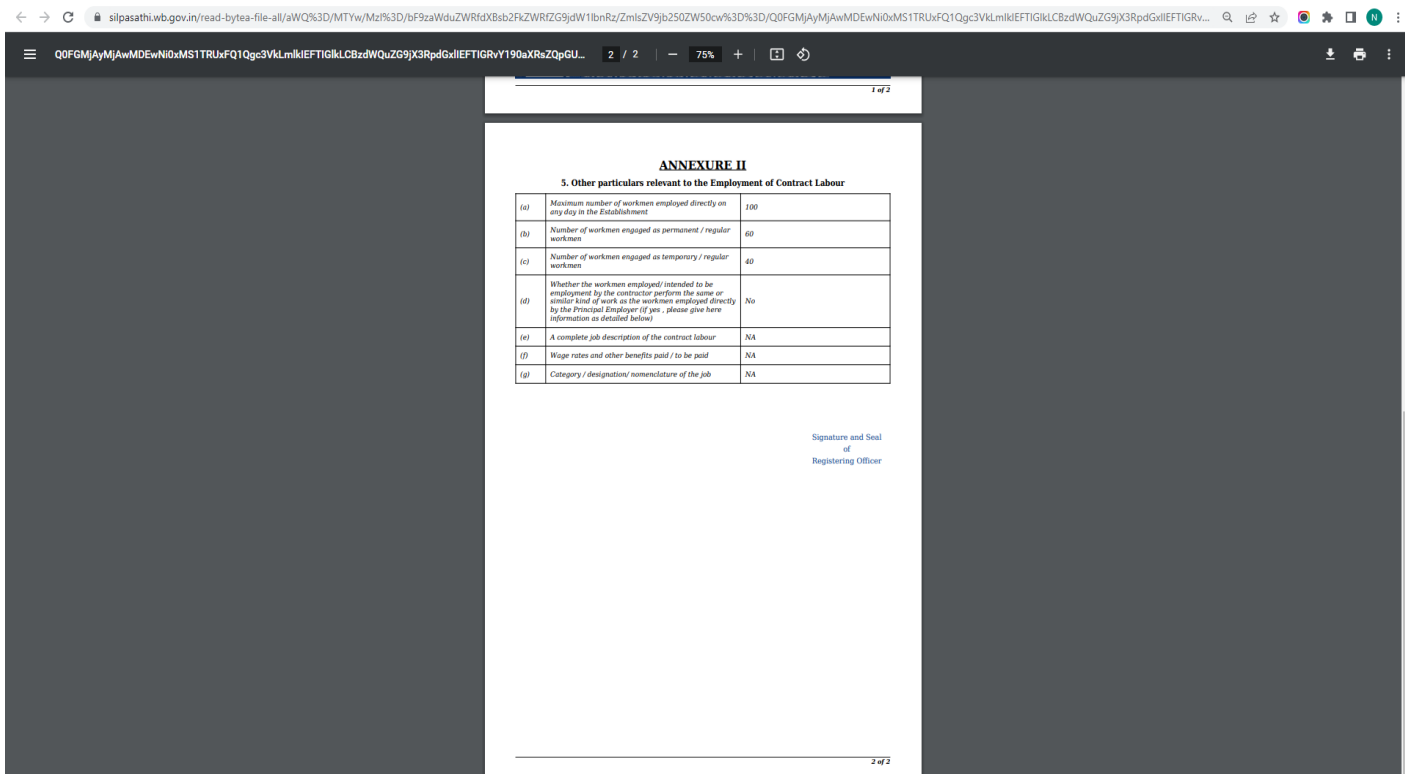 silpasathi.wb.gov.in/read-bytea-file-all/aWQ%3D/MTYw/MzI%3D/bF9zaWduZWRfdXBsb2FkZWRfZG9jdW1lbnRz/ZmlsZV9jb250ZW50cw%3D%3D/Q0FGMjAyMjAwMDEwNi0xMS1TRUxFQ1Qgc3VkLmlkIEFTIGlkLCBzdWQuZG9jX3RpdGxlIEFTIGRv...
N
Q0FGMjAyMjAwMDEwNi0xMS1TRUxFQ1Qgc3VkLmlkIEFTIGlkLCBzdWQuZG9jX3RpdGxlIEFTIGRvY190aXRsZQpGU...
2 / 2
75%
1 of 2
ANNEXURE II
5. Other particulars relevant to the Employment of Contract Labour
(a) Maximum number of workmen employed directly on
any day in the Establishment 100
(b) Number of workmen engaged as permanent / regular
workmen 60
(c) Number of workmen engaged as temporary / regular
workmen 40
(d) Whether the workmen employed/ intended to be
employment by the contractor perform the same or
similar kind of work as the workmen employed directly
by the Principal Employer (if yes , please give here
information as detailed below) No
(e) A complete job description of the contract labour NA
(f) Wage rates and other benefits paid / to be paid NA
(g) Category / designation/ nomenclature of the job NA
Signature and Seal
of
Registering Officer
2 of 2